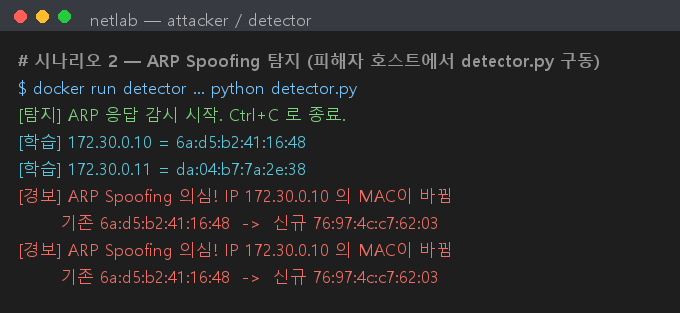 netlab — attacker / detector
# 시나리오 2 — ARP Spoofing 탐지 (피해자 호스트에서 detector.py 구동)
$ docker run detector ... python detector.py
[탐지] ARP 응답 감시 시작. Ctrl+C 로 종료.
[학습] 172.30.0.10 = 6a:d5:b2:41:16:48
[학습] 172.30.0.11 = da:04:b7:7a:2e:38
[경보] ARP Spoofing 의심! IP 172.30.0.10 의 MAC이 바뀜
기존 6a:d5:b2:41:16:48 -> 신규 76:97:4c:c7:62:03
[경보] ARP Spoofing 의심! IP 172.30.0.10 의 MAC이 바뀜
기존 6a:d5:b2:41:16:48 -> 신규 76:97:4c:c7:62:03